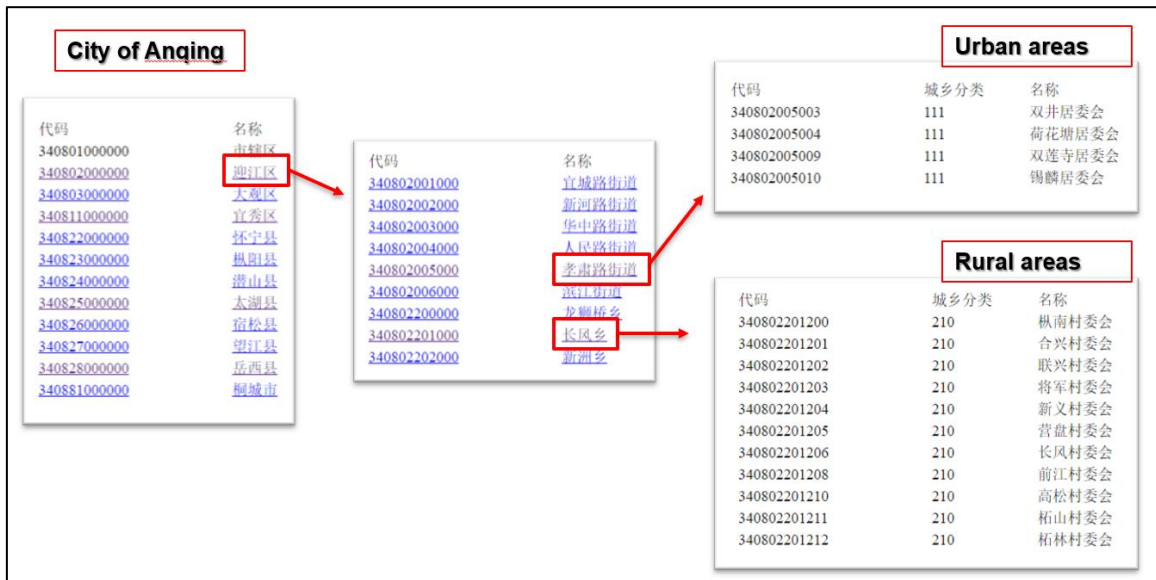 City of Anqing
代码 名称
340801000000 市辖区
340802000000 迎江区
340803000000 大观区
340811000000 宜秀区
340822000000 怀宁县
340823000000 枞阳县
340824000000 潜山县
340825000000 太湖县
340826000000 宿松县
340827000000 望江县
340828000000 岳西县
340881000000 桐城市
代码 名称
340802001000 宜城路街道
340802002000 新河路街道
340802003000 华中路街道
340802004000 人民路街道
340802005000 孝肃路街道
340802006000 滨江街道
340802200000 龙狮桥乡
340802201000 长风乡
340802202000 新洲乡
Urban areas
代码 城乡分类 名称
340802005003 111 双井居委会
340802005004 111 荷花塘居委会
340802005009 111 双莲寺居委会
340802005010 111 锡麟居委会
Rural areas
代码 城乡分类 名称
340802201200 210 枞南村委会
340802201201 210 合兴村委会
340802201202 210 联兴村委会
340802201203 210 将军村委会
340802201204 210 新义村委会
340802201205 210 营盘村委会
340802201206 210 长风村委会
340802201208 210 前江村委会
340802201210 210 高松村委会
340802201211 210 柘山村委会
340802201212 210 柘林村委会